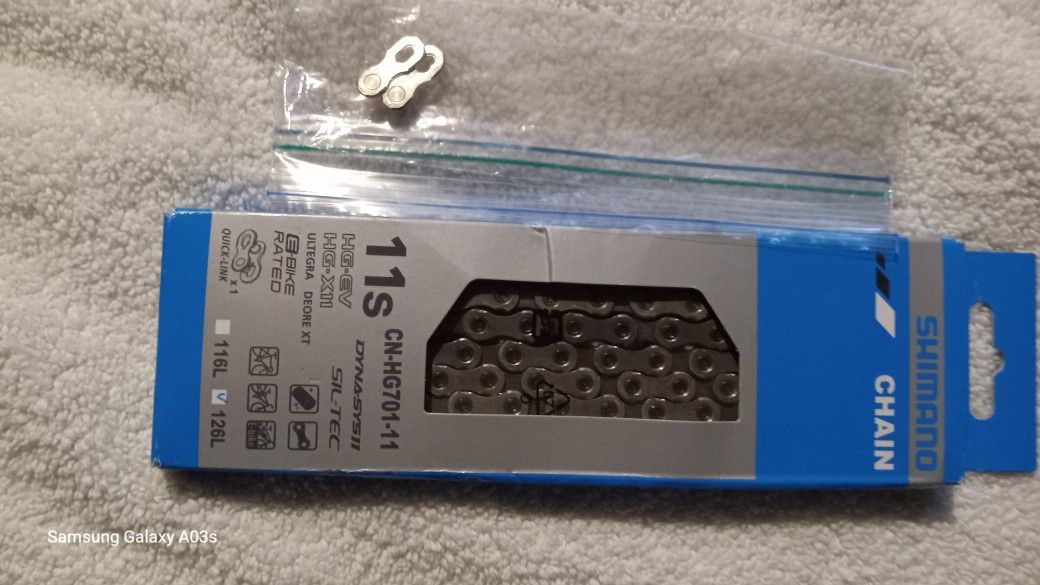 SHIMANO
CHAIN
11S CN-HG701-11
HG-EV
HG-X11
DYNA-SYS11
SIL-TEC
ULTEGRA DEORE XT
E-BIKE
RATED
QUICK-LINK x 1
116L
126L
Samsung Galaxy A03s